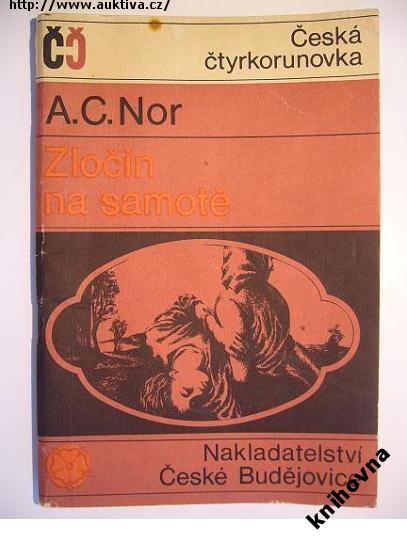 http://www.auktiva.cz/
ČČ
Česká
čtyrkorunovka
A.C.Nor
Zločin
na samotě
Nakladatelství
České Budějovice
knihovna